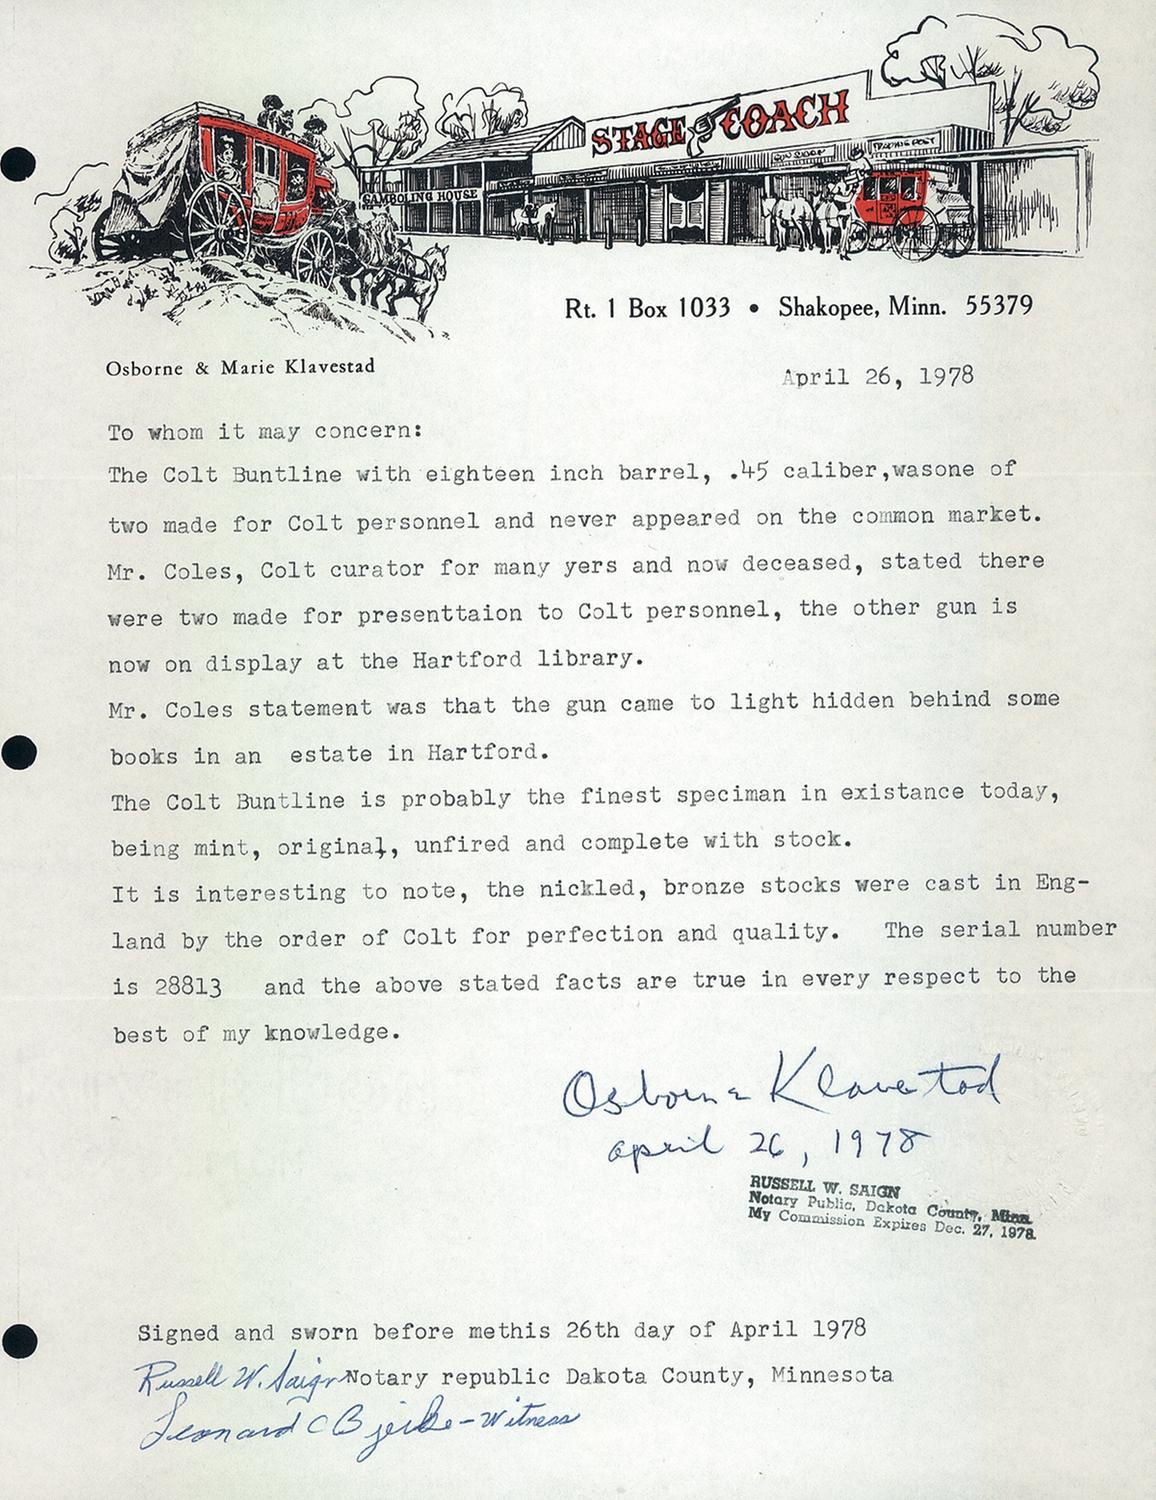 STAGE COACH
GAMBOLING HOUSE
GUN SHOP
TRADING POST
Rt. 1 Box 1033 • Shakopee, Minn. 55379
Osborne & Marie Klavestad
April 26, 1978
To whom it may concern:
The Colt Buntline with eighteen inch barrel, .45 caliber,wasone of
two made for Colt personnel and never appeared on the common market.
Mr. Coles, Colt curator for many yers and now deceased, stated there
were two made for presenttaion to Colt personnel, the other gun is
now on display at the Hartford library.
Mr. Coles statement was that the gun came to light hidden behind some
books in an estate in Hartford.
The Colt Buntline is probably the finest speciman in existance today,
being mint, original, unfired and complete with stock.
It is interesting to note, the nickled, bronze stocks were cast in Eng-
land by the order of Colt for perfection and quality. The serial number
is 28813 and the above stated facts are true in every respect to the
best of my knowledge.
Osborne Klavestad
april 26, 1978
RUSSELL W. SAIGN
Notary Public, Dakota County, Minn.
My Commission Expires Dec. 27, 1978.
Signed and sworn before methis 26th day of April 1978
Russell W. Saign Notary republic Dakota County, Minnesota
Leonard C Bjerke - Witness